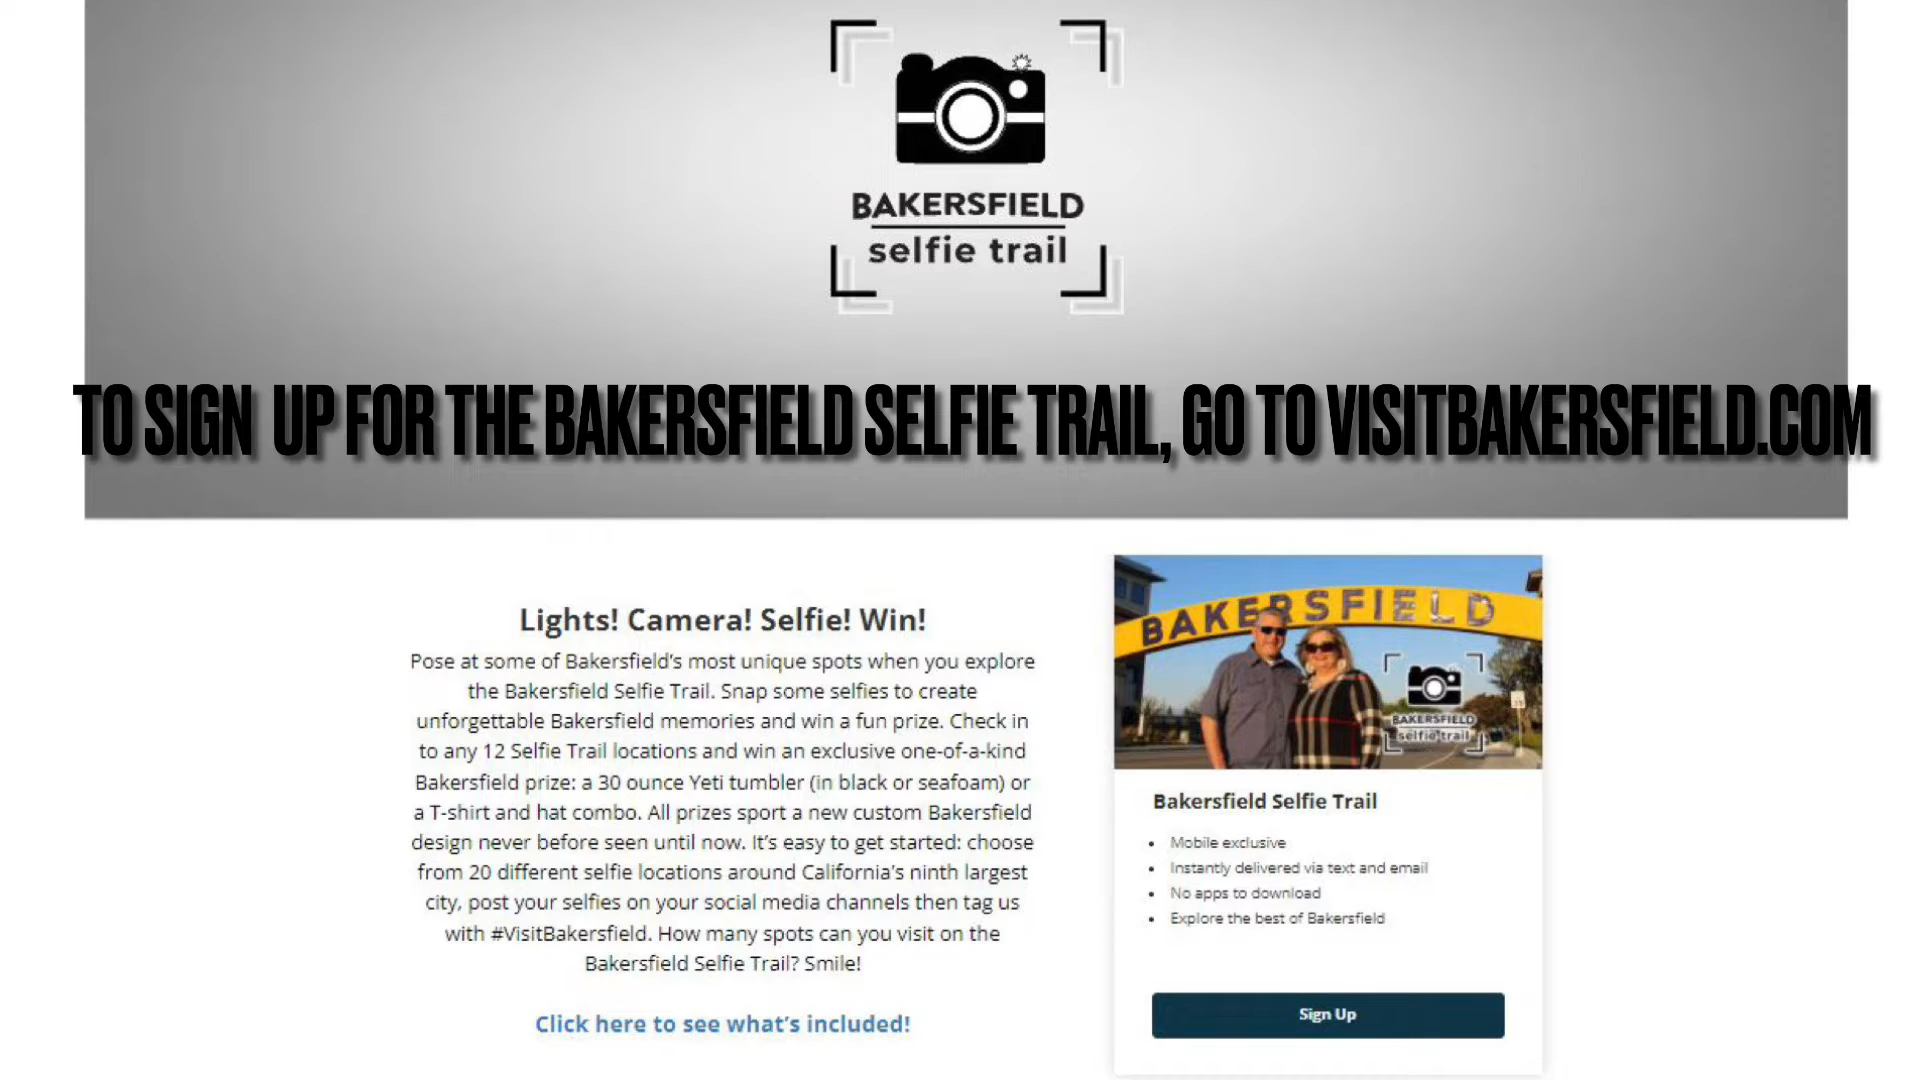 BAKERSFIELD
selfie trail
TO SIGN UP FOR THE BAKERSFIELD SELFIE TRAIL, GO TO VISITBAKERSFIELD.COM
Lights! Camera! Selfie! Win!
Pose at some of Bakersfield's most unique spots when you explore
the Bakersfield Selfie Trail. Snap some selfies to create
unforgettable Bakersfield memories and win a fun prize. Check in
to any 12 Selfie Trail locations and win an exclusive one-of-a-kind
Bakersfield prize: a 30 ounce Yeti tumbler (in black or seafoam) or
a T-shirt and hat combo. All prizes sport a new custom Bakersfield
design never before seen until now. It's easy to get started: choose
from 20 different selfie locations around California's ninth largest
city, post your selfies on your social media channels then tag us
with #VisitBakersfield. How many spots can you visit on the
Bakersfield Selfie Trail? Smile!
Click here to see what's included!
BAKERSFIELD
BAKERSFIELD
selfie trail
Bakersfield Selfie Trail
• Mobile exclusive
• Instantly delivered via text and email
• No apps to download
• Explore the best of Bakersfield
Sign Up